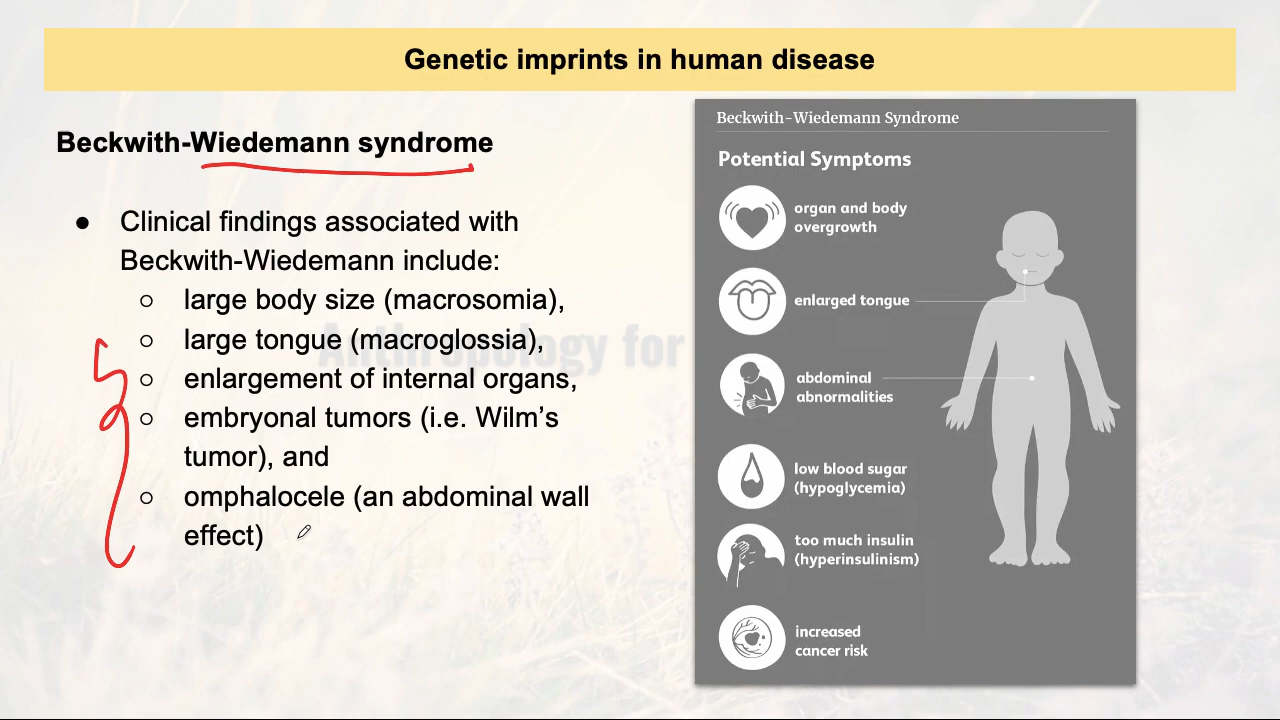 Genetic imprints in human disease
Beckwith-Wiedemann syndrome
● Clinical findings associated with
Beckwith-Wiedemann include:
○ large body size (macrosomia),
○ large tongue (macroglossia),
○ enlargement of internal organs,
○ embryonal tumors (i.e. Wilm’s
tumor), and
○ omphalocele (an abdominal wall
effect)
Anthropology for
Beckwith-Wiedemann Syndrome
Potential Symptoms
organ and body
overgrowth
enlarged tongue
abdominal
abnormalities
low blood sugar
(hypoglycemia)
too much insulin
(hyperinsulinism)
increased
cancer risk